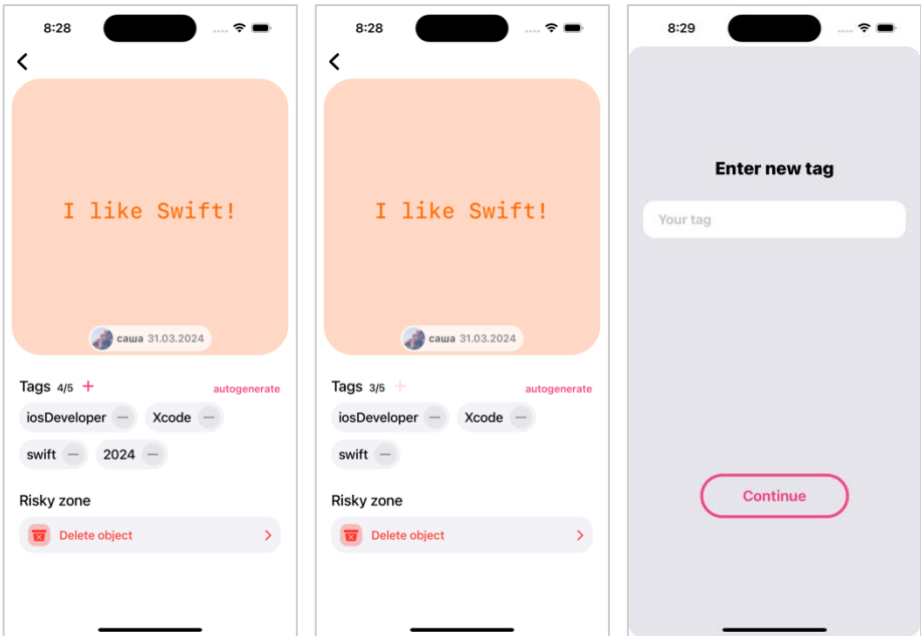 8:28
I like Swift!
саша 31.03.2024
Tags 4/5 +
autogenerate
iosDeveloper —
Xcode —
swift —
2024 —
Risky zone
Delete object
8:28
I like Swift!
саша 31.03.2024
Tags 3/5 +
autogenerate
iosDeveloper —
Xcode —
swift —
Risky zone
Delete object
8:29
Enter new tag
Your tag
Continue